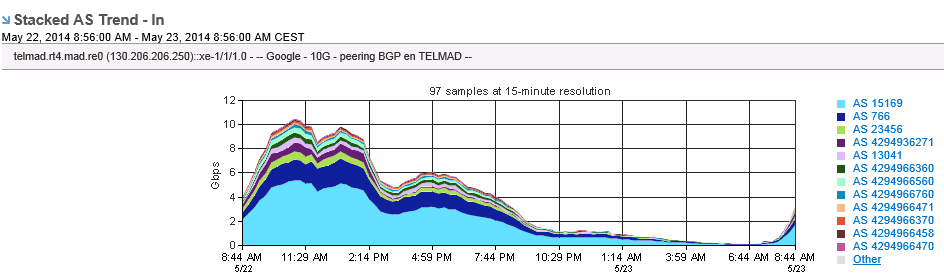 Stacked AS Trend - In
May 22, 2014 8:56:00 AM - May 23, 2014 8:56:00 AM CEST
telmad.rt4.mad.re0 (130.206.206.250)::xe-1/1/1.0 - -- Google - 10G - peering BGP en TELMAD --
97 samples at 15-minute resolution
12
10
8
6
4
2
0
Gbps
8:44 AM 11:29 AM 2:14 PM 4:59 PM 7:44 PM 10:29 PM 1:14 AM 3:59 AM 6:44 AM 8:44 AM
5/22 5/23 5/23
AS 15169
AS 766
AS 23456
AS 4294936271
AS 13041
AS 4294966360
AS 4294966560
AS 4294966760
AS 4294966471
AS 4294966370
AS 4294966458
AS 4294966470
Other